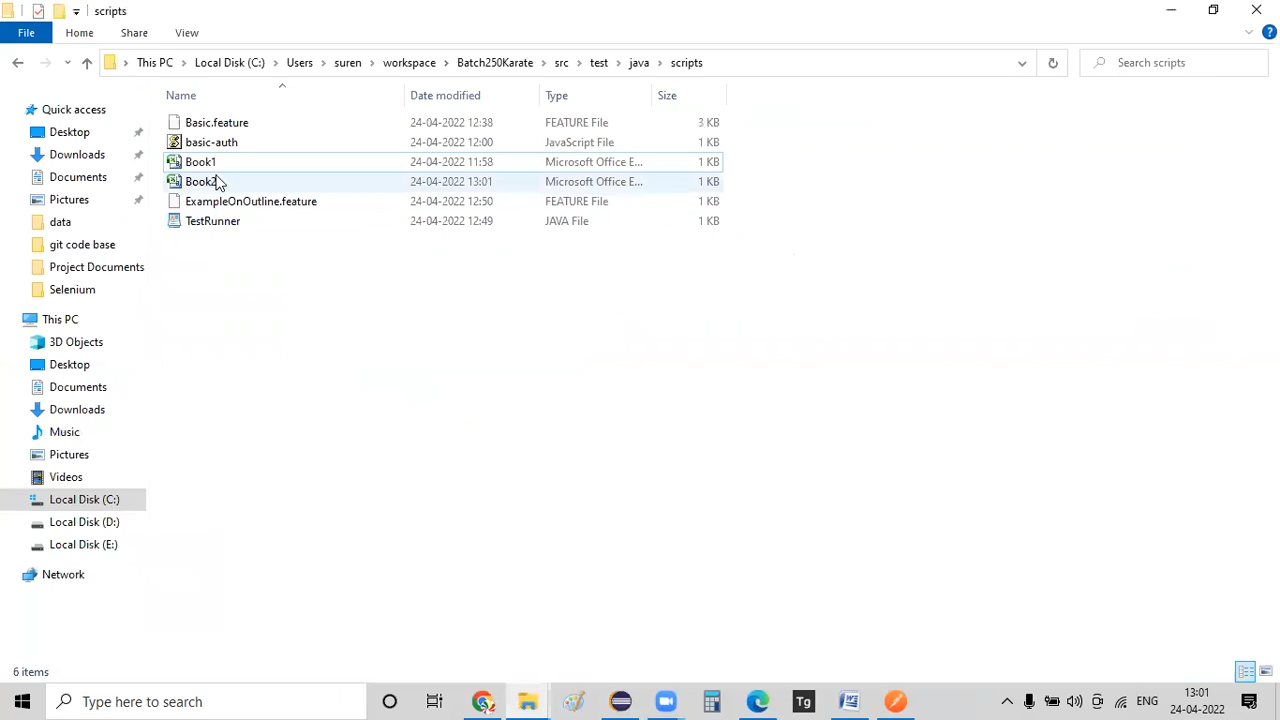 scripts
File Home Share View
This PC Local Disk (C:) Users suren workspace Batch250Karate src test java scripts Search scripts
Name Date modified Type Size
Quick access
Desktop
Downloads
Documents
Pictures
data
git code base
Project Documents
Selenium
This PC
3D Objects
Desktop
Documents
Downloads
Music
Pictures
Videos
Local Disk (C:)
Local Disk (D:)
Local Disk (E:)
Network
Basic.feature 24-04-2022 12:38 FEATURE File 3 KB
basic-auth 24-04-2022 12:00 JavaScript File 1 KB
Book1 24-04-2022 11:58 Microsoft Office E... 1 KB
Book2 24-04-2022 13:01 Microsoft Office E... 1 KB
ExampleOnOutline.feature 24-04-2022 12:50 FEATURE File 1 KB
TestRunner 24-04-2022 12:49 JAVA File 1 KB
6 items
Type here to search
Tg
13:01
24-04-2022